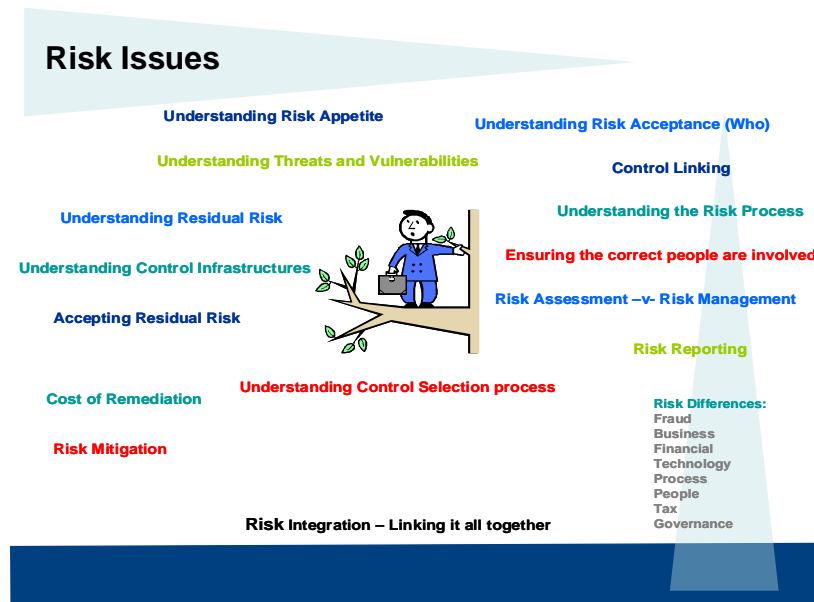 Risk Issues
Understanding Risk Appetite
Understanding Risk Acceptance (Who)
Understanding Threats and Vulnerabilities
Control Linking
Understanding Residual Risk
Understanding the Risk Process
Understanding Control Infrastructures
Ensuring the correct people are involved
Accepting Residual Risk
Risk Assessment –v- Risk Management
Risk Reporting
Understanding Control Selection process
Cost of Remediation
Risk Mitigation
Risk Differences:
Fraud
Business
Financial
Technology
Process
People
Tax
Governance
Risk Integration – Linking it all together